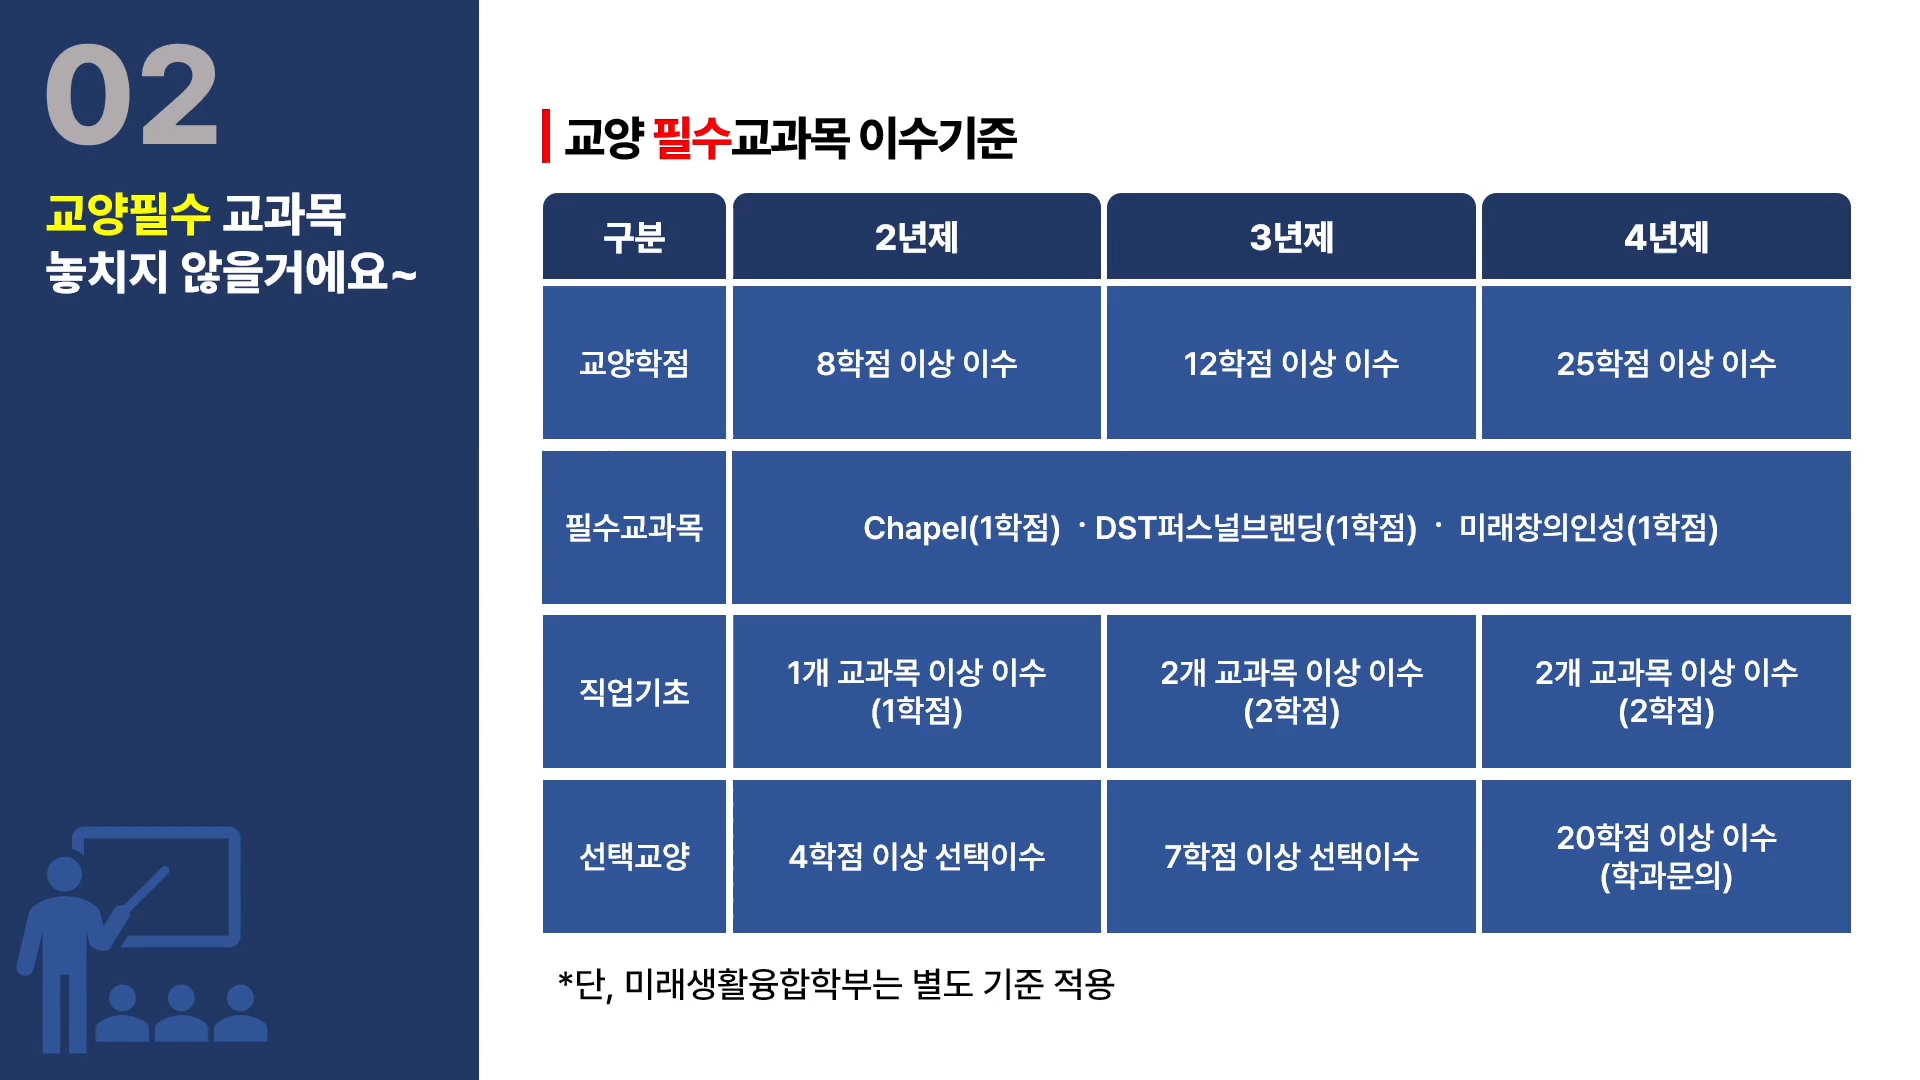 02
교양필수 교과목
놓치지 않을거에요~
교양 필수교과목 이수기준
구분 2년제 3년제 4년제
교양학점 8학점 이상 이수 12학점 이상 이수 25학점 이상 이수
필수교과목 Chapel(1학점) ㆍDST퍼스널브랜딩(1학점) ㆍ 미래창의인성(1학점)
직업기초 1개 교과목 이상 이수 (1학점) 2개 교과목 이상 이수 (2학점) 2개 교과목 이상 이수 (2학점)
선택교양 4학점 이상 선택이수 7학점 이상 선택이수 20학점 이상 이수 (학과문의)
*단, 미래생활융합학부는 별도 기준 적용